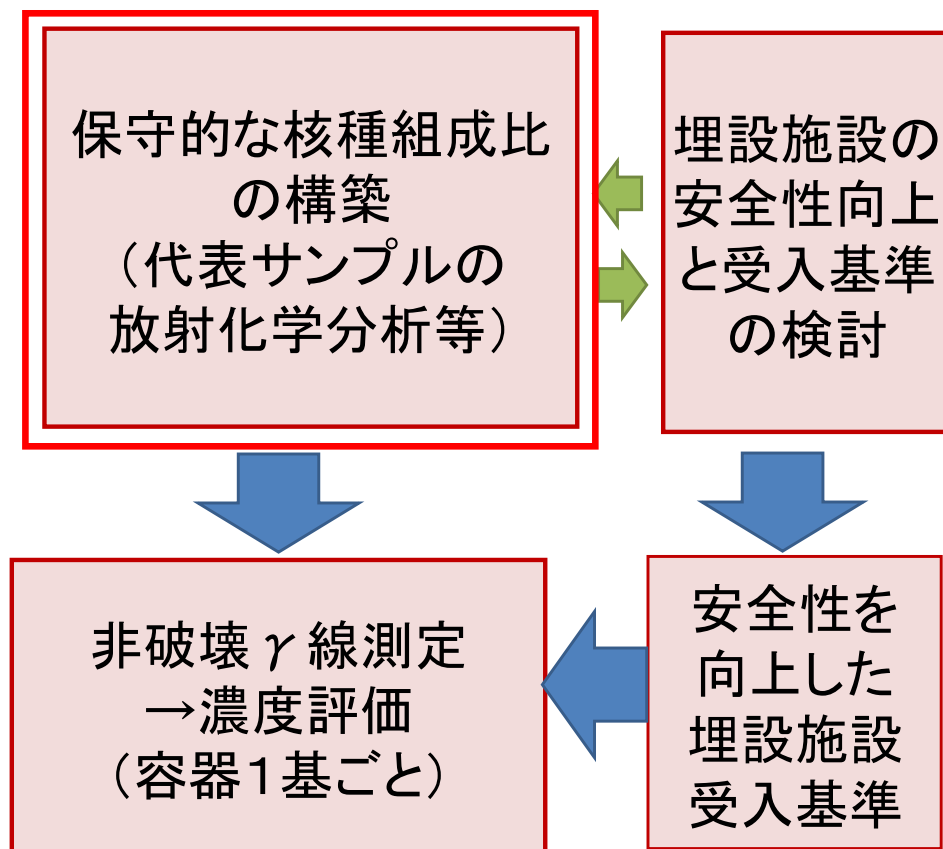 保守的な核種組成比
の構築
（代表サンプルの
放射化学分析等）
埋設施設の
安全性向上
と受入基準
の検討
非破壊γ線測定
→濃度評価
（容器１基ごと）
安全性を
向上した
埋設施設
受入基準